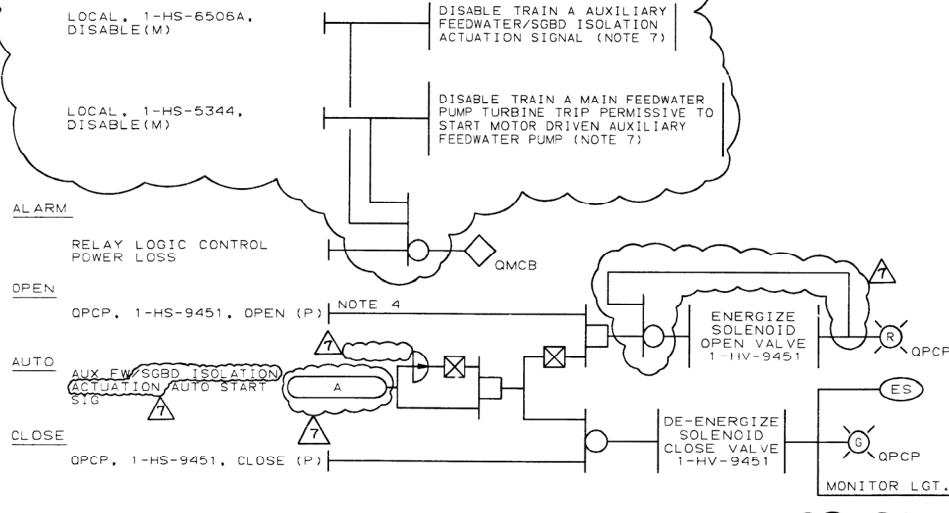 LOCAL, 1-HS-6506A,
DISABLE(M)
DISABLE TRAIN A AUXILIARY
FEEDWATER/SGBD ISOLATION
ACTUATION SIGNAL (NOTE 7)
LOCAL, 1-HS-5344,
DISABLE(M)
DISABLE TRAIN A MAIN FEEDWATER
PUMP TURBINE TRIP PERMISSIVE TO
START MOTOR DRIVEN AUXILIARY
FEEDWATER PUMP (NOTE 7)
ALARM
RELAY LOGIC CONTROL
POWER LOSS
QMCB
OPEN
QPCP, 1-HS-9451, OPEN (P)
NOTE 4
7
ENERGIZE
SOLENOID
OPEN VALVE
1-HV-9451
R
QPCP
AUTO
AUX FW/SGBD ISOLATION
ACTUATION AUTO START
SIG
7
7
A
7
CLOSE
QPCP, 1-HS-9451, CLOSE (P)
DE-ENERGIZE
SOLENOID
CLOSE VALVE
1-HV-9451
ES
G
QPCP
MONITOR LGT.